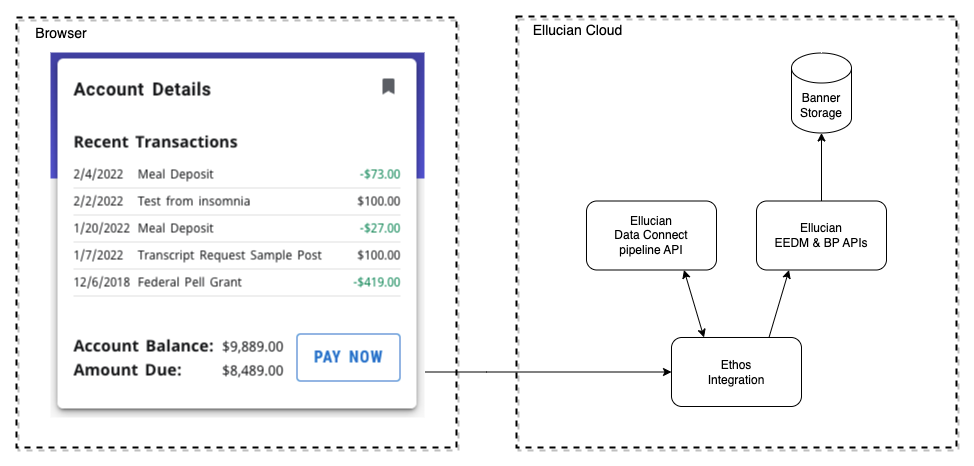 Browser
Account Details
Recent Transactions
2/4/2022 Meal Deposit -$73.00
2/2/2022 Test from insomnia $100.00
1/20/2022 Meal Deposit -$27.00
1/7/2022 Transcript Request Sample Post $100.00
12/6/2018 Federal Pell Grant -$419.00
Account Balance: $9,889.00
Amount Due: $8,489.00
PAY NOW
Ellucian Cloud
Banner
Storage
Ellucian
Data Connect
pipeline API
Ellucian
EEDM & BP APIs
Ethos
Integration